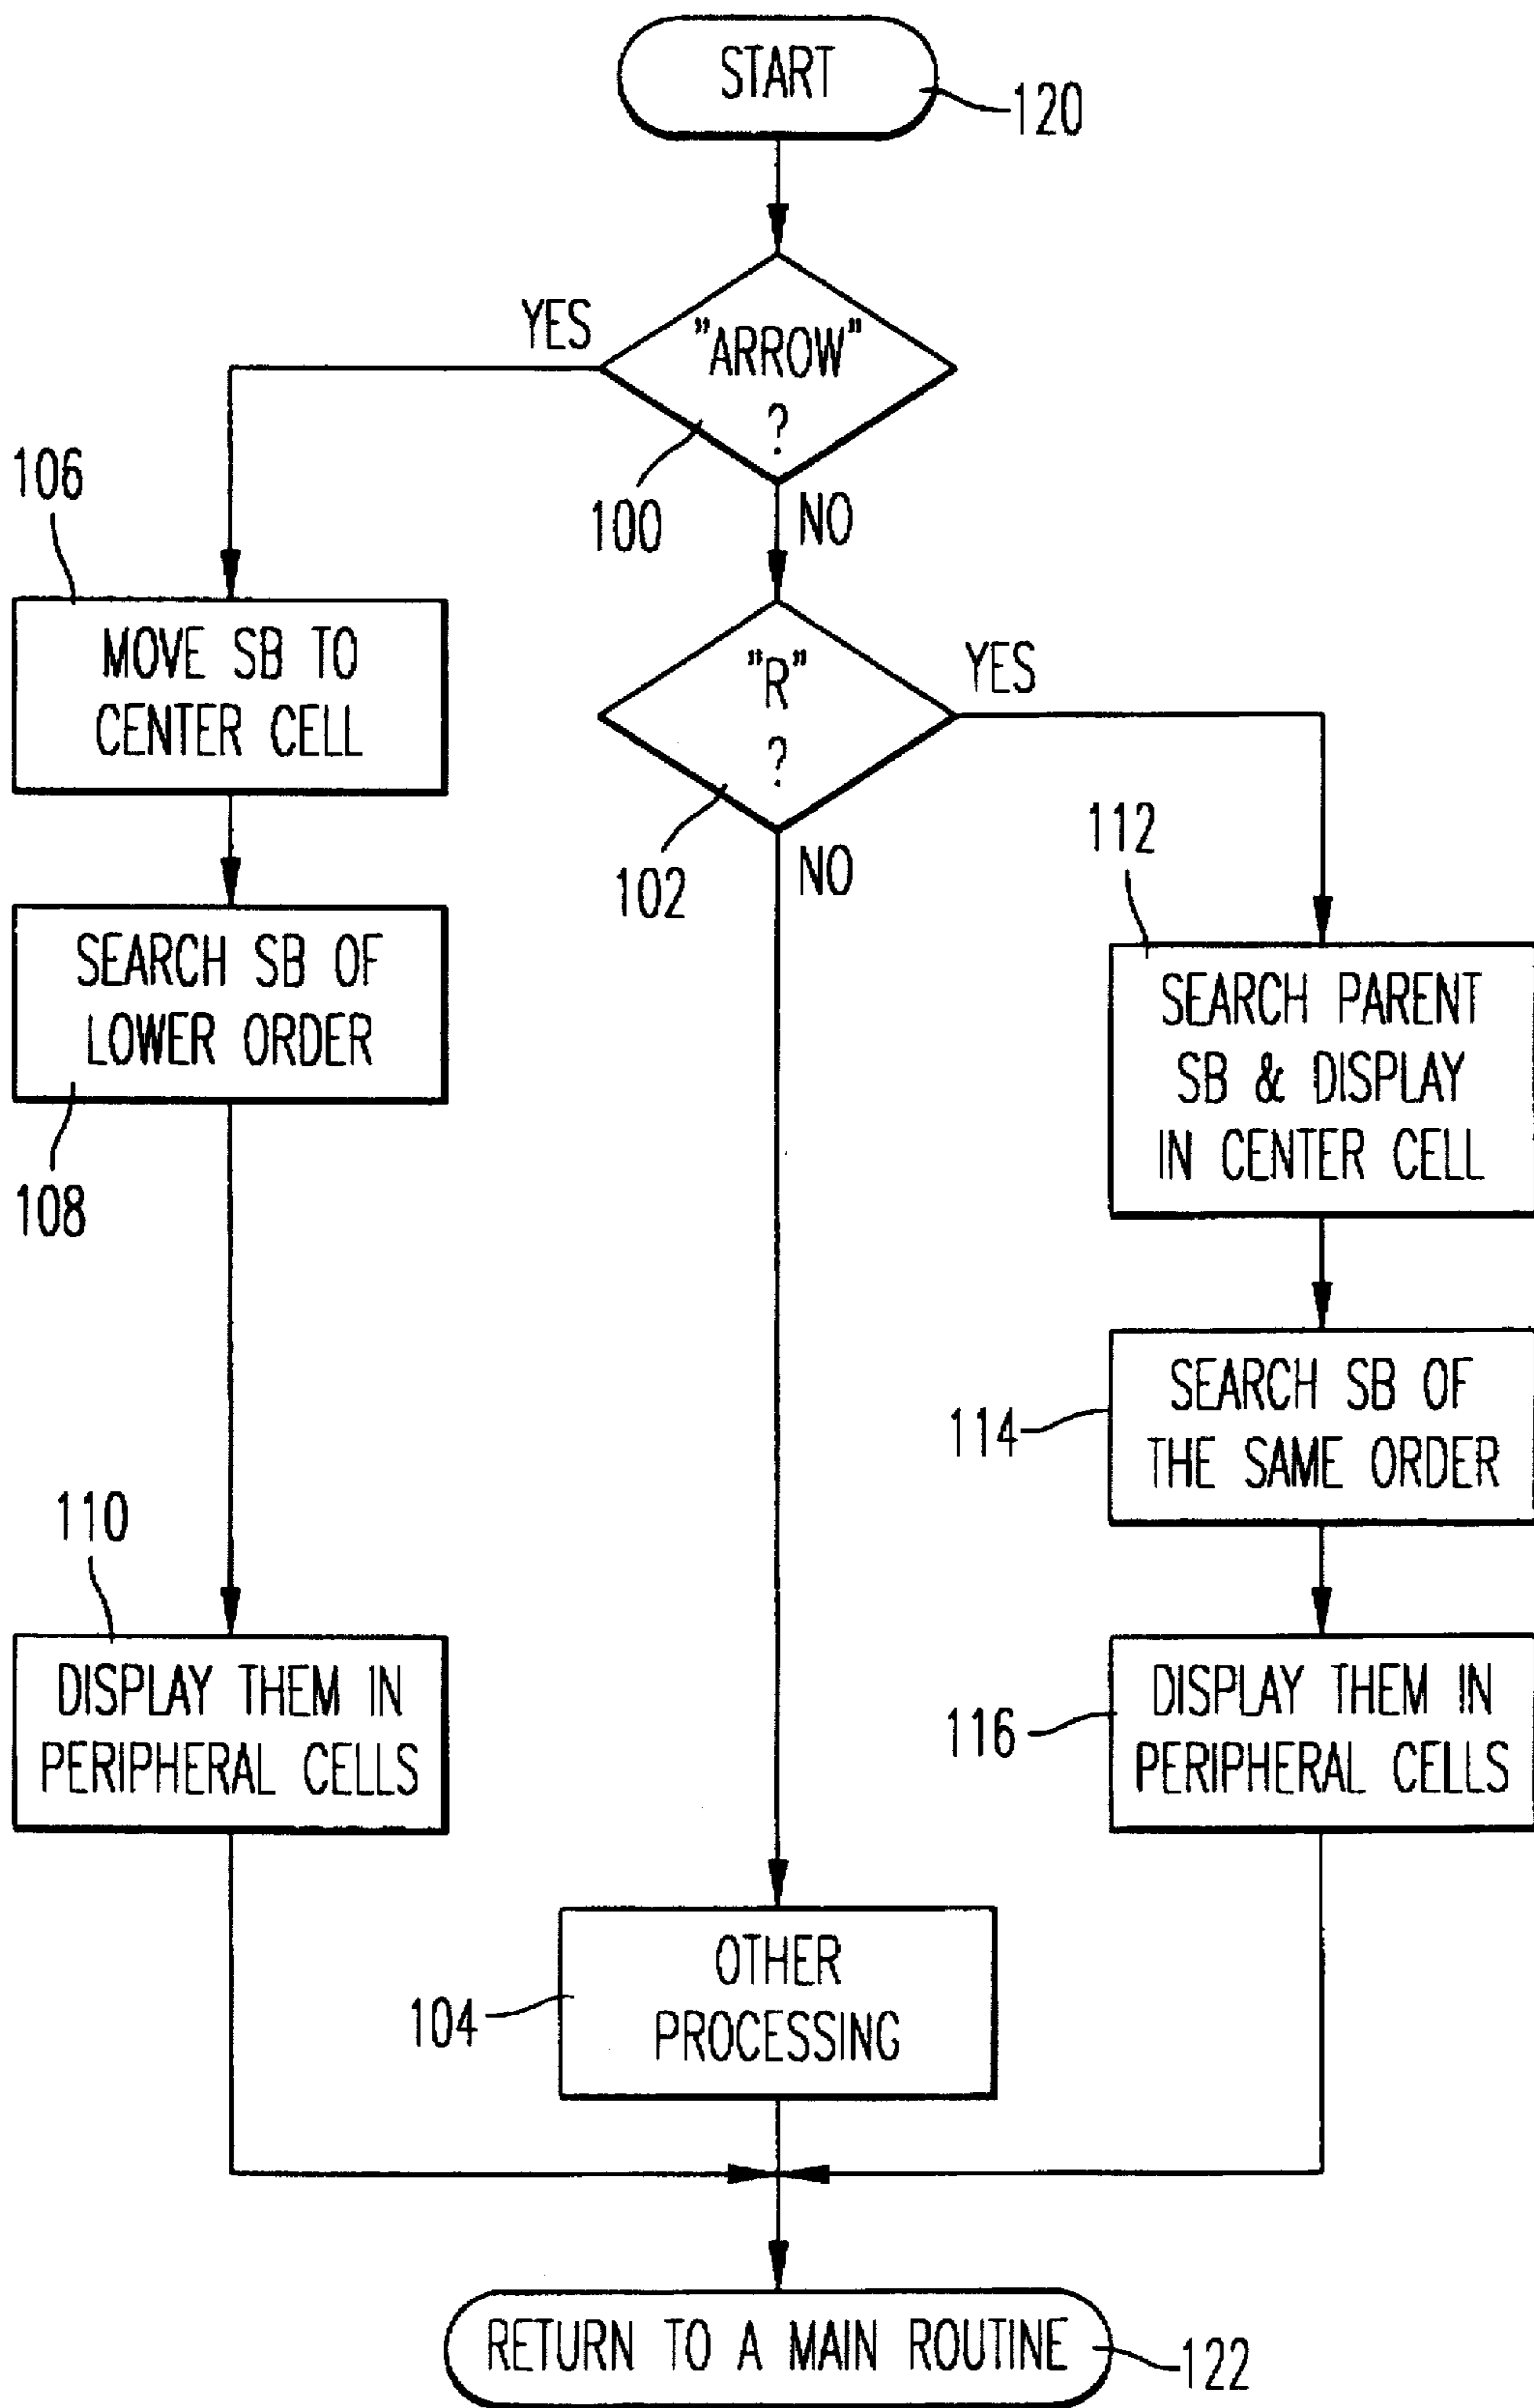 START
120
YES
"ARROW"
?
100
NO
106
MOVE SB TO
CENTER CELL
"R"
?
YES
102
NO
SEARCH SB OF
LOWER ORDER
108
112
SEARCH PARENT
SB & DISPLAY
IN CENTER CELL
114
SEARCH SB OF
THE SAME ORDER
110
DISPLAY THEM IN
PERIPHERAL CELLS
116
DISPLAY THEM IN
PERIPHERAL CELLS
104
OTHER
PROCESSING
RETURN TO A MAIN ROUTINE
122